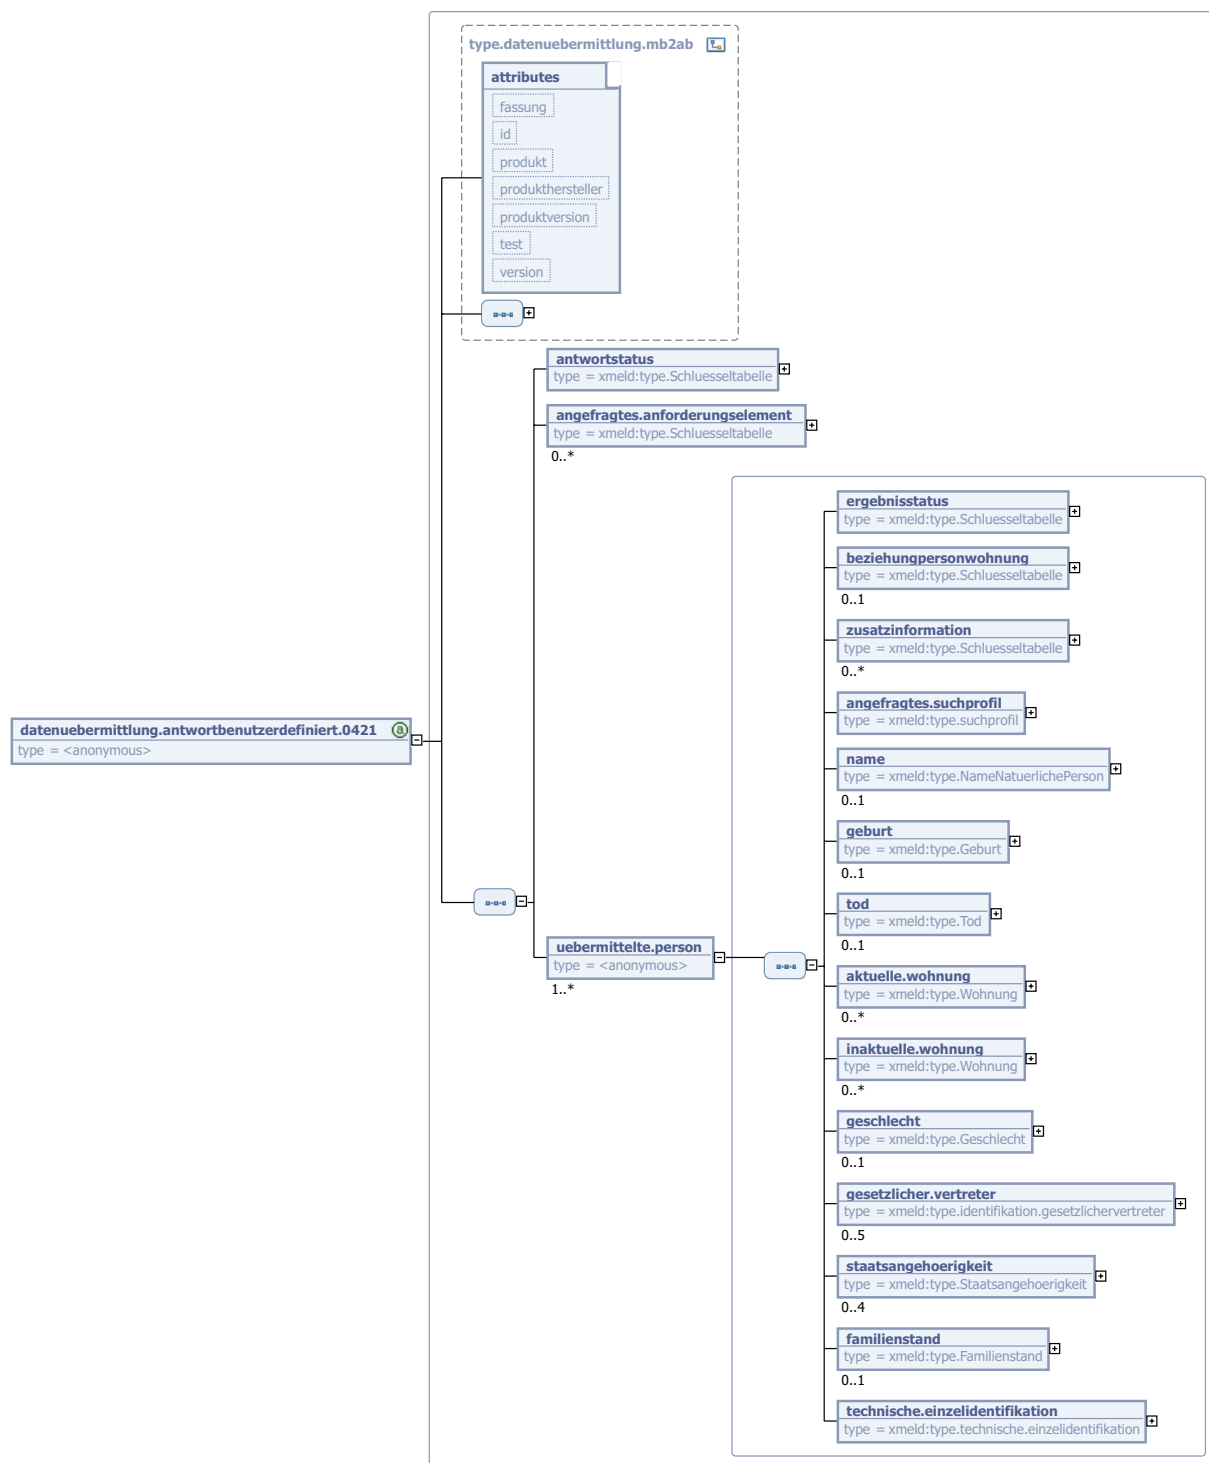 type.datenuebermittlung.mb2ab
attributes
fassung
id
produkt
produkthersteller
produktversion
test
version
antwortstatus
type = xmeld:type.Schluesseltabelle
angefragtes.anforderungselement
type = xmeld:type.Schluesseltabelle
0..*
ergebnisstatus
type = xmeld:type.Schluesseltabelle
beziehungpersonwohnung
type = xmeld:type.Schluesseltabelle
0..1
zusatzinformation
type = xmeld:type.Schluesseltabelle
0..*
angefragtes.suchprofil
type = xmeld:type.suchprofil
datenuebermittlung.antwortbenutzerdefiniert.0421 a
type = <anonymous>
name
type = xmeld:type.NameNatuerlichePerson
0..1
geburt
type = xmeld:type.Geburt
0..1
tod
type = xmeld:type.Tod
0..1
uebermittelte.person
type = <anonymous>
1..*
aktuelle.wohnung
type = xmeld:type.Wohnung
0..*
inaktuelle.wohnung
type = xmeld:type.Wohnung
0..*
geschlecht
type = xmeld:type.Geschlecht
0..1
gesetzlicher.vertreter
type = xmeld:type.identifikation.gesetzlichervertreter
0..5
staatsangehoerigkeit
type = xmeld:type.Staatsangehoerigkeit
0..4
familienstand
type = xmeld:type.Familienstand
0..1
technische.einzelidentifikation
type = xmeld:type.technische.einzelidentifikation